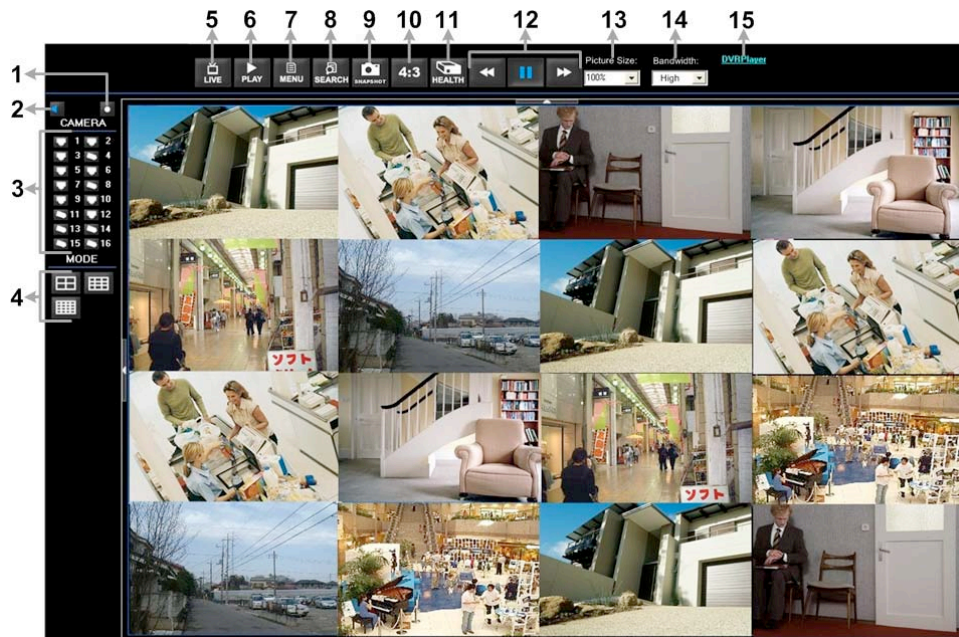 5 6 7 8 9 10 11 12 13 14 15
LIVE PLAY MENU SEARCH SNAPSHOT 4:3 HEALTH
Picture Size: Bandwidth: DVRPlayer
100% High
1
2
CAMERA
3
1 2
3 4
5 6
7 8
9 10
11 12
13 14
15 16
MODE
4
ソフト
ソフト